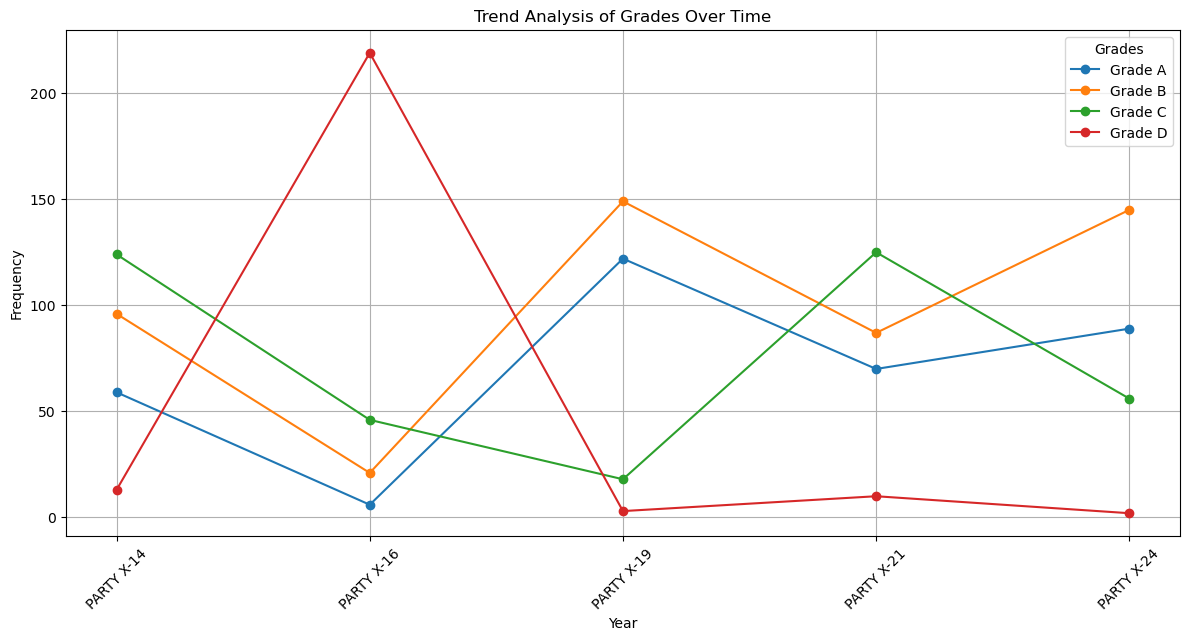 Trend Analysis of Grades Over Time
Grades
Grade A
Grade B
Grade C
Grade D
Frequency
200
150
100
50
0
PARTY X-14
PARTY X-16
PARTY X-19
PARTY X-21
PARTY X-24
Year